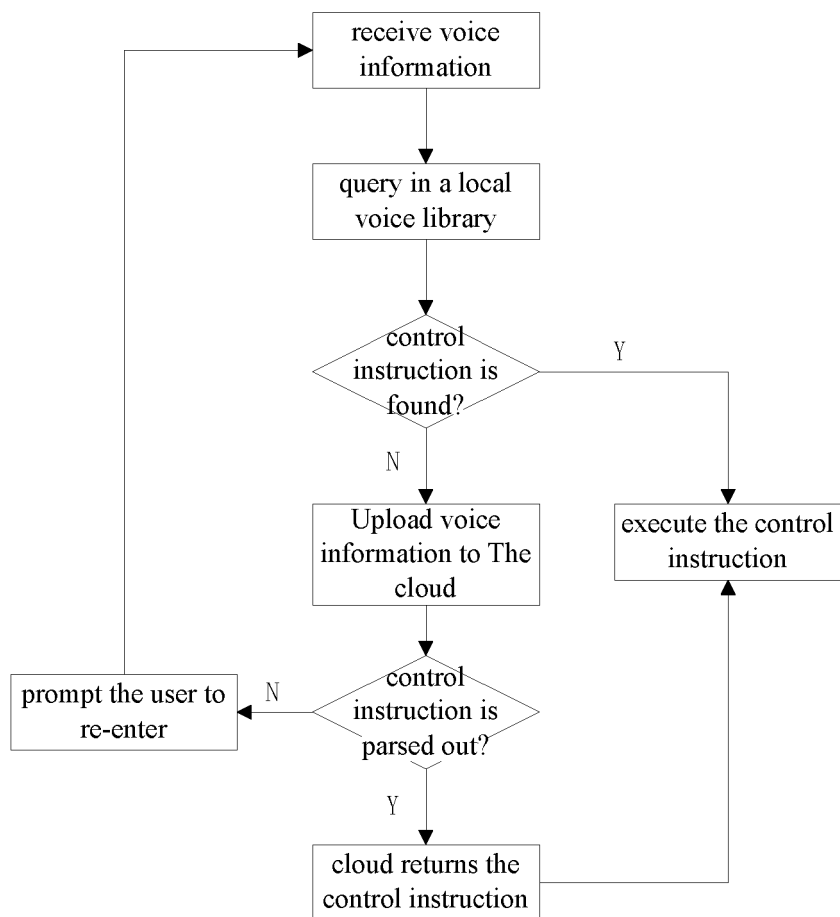 receive voice
information
query in a local
voice library
control
instruction is
found?
Y
N
Upload voice
information to The
cloud
execute the control
instruction
control
instruction is
parsed out?
N
prompt the user to
re-enter
Y
cloud returns the
control instruction